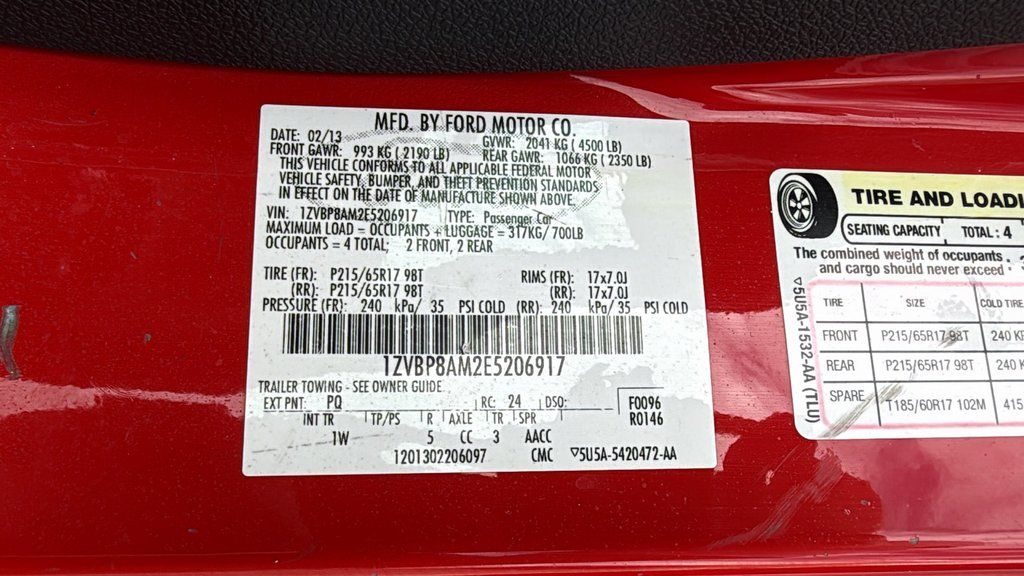 MFD. BY FORD MOTOR CO.
DATE: 02/13 GVWR: 2041 KG ( 4500 LB)
FRONT GAWR: 993 KG ( 2190 LB) REAR GAWR: 1066 KG ( 2350 LB)
THIS VEHICLE CONFORMS TO ALL APPLICABLE FEDERAL MOTOR
VEHICLE SAFETY, BUMPER, AND THEFT PREVENTION STANDARDS
IN EFFECT ON THE DATE OF MANUFACTURE SHOWN ABOVE.
VIN: 1ZVBP8AM2E5206917 TYPE: Passenger Car
MAXIMUM LOAD = OCCUPANTS + LUGGAGE = 317KG/ 700LB
OCCUPANTS = 4 TOTAL; 2 FRONT, 2 REAR
TIRE (FR): P215/65R17 98T RIMS (FR): 17x7.0J
(RR): P215/65R17 98T (RR): 17x7.0J
PRESSURE (FR): 240 kPa/ 35 PSI COLD (RR): 240 kPa/ 35 PSI COLD
1ZVBP8AM2E5206917
TRAILER TOWING - SEE OWNER GUIDE
EXT PNT: PQ RC: 24 DSO: F0096
INT TR TP/PS R AXLE TR SPR R0146
1W 5 CC 3 AACC
1201302206097 CMC ▽5U5A-5420472-AA
TIRE AND LOADI
SEATING CAPACITY TOTAL : 4
The combined weight of occupants
and cargo should never exceed
TIRE SIZE COLD TIRE
FRONT P215/65R17 98T 240
REAR P215/65R17 98T 240
SPARE T185/60R17 102M 415
▽5U5A-1532-AA (TLU)